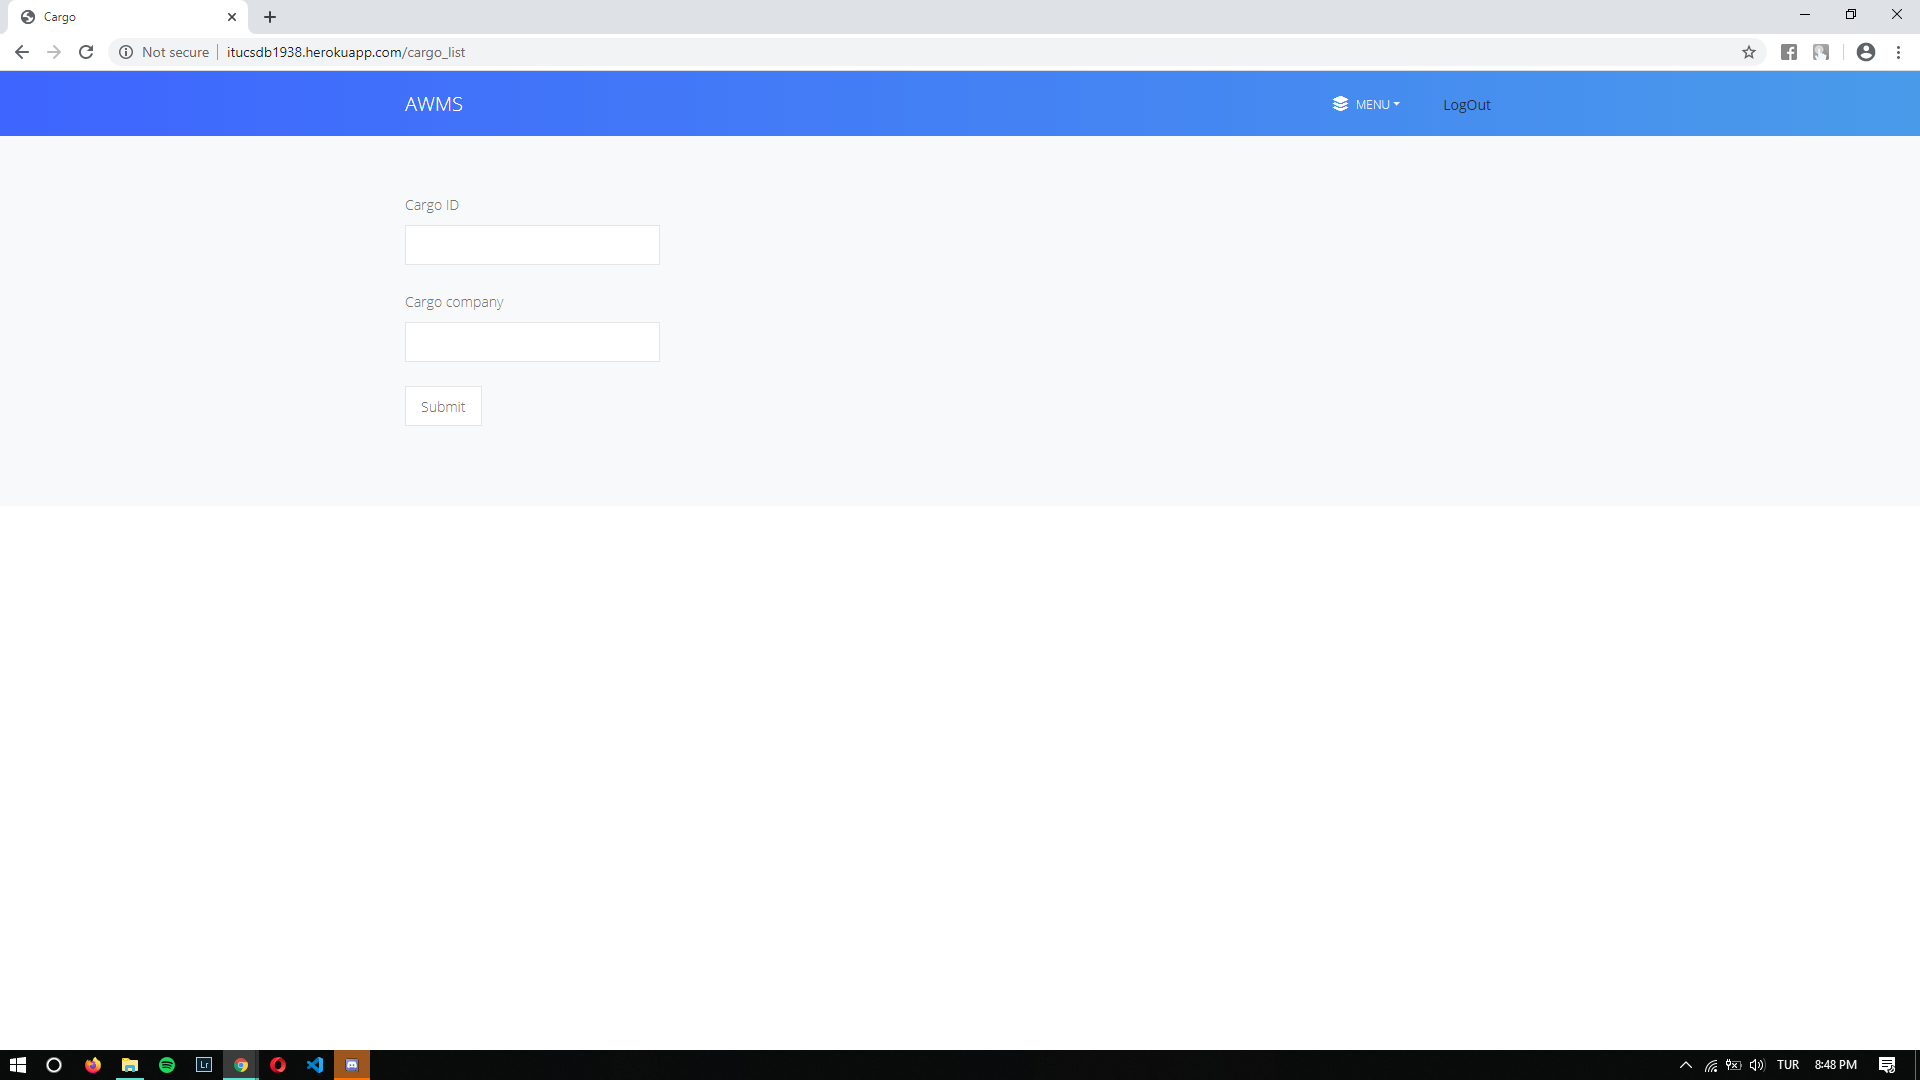 Cargo
Not secure
itucsdb1938.herokuapp.com/cargo_list
AWMS
MENU
LogOut
Cargo ID
Cargo company
Submit
Lr
TUR
8:48 PM